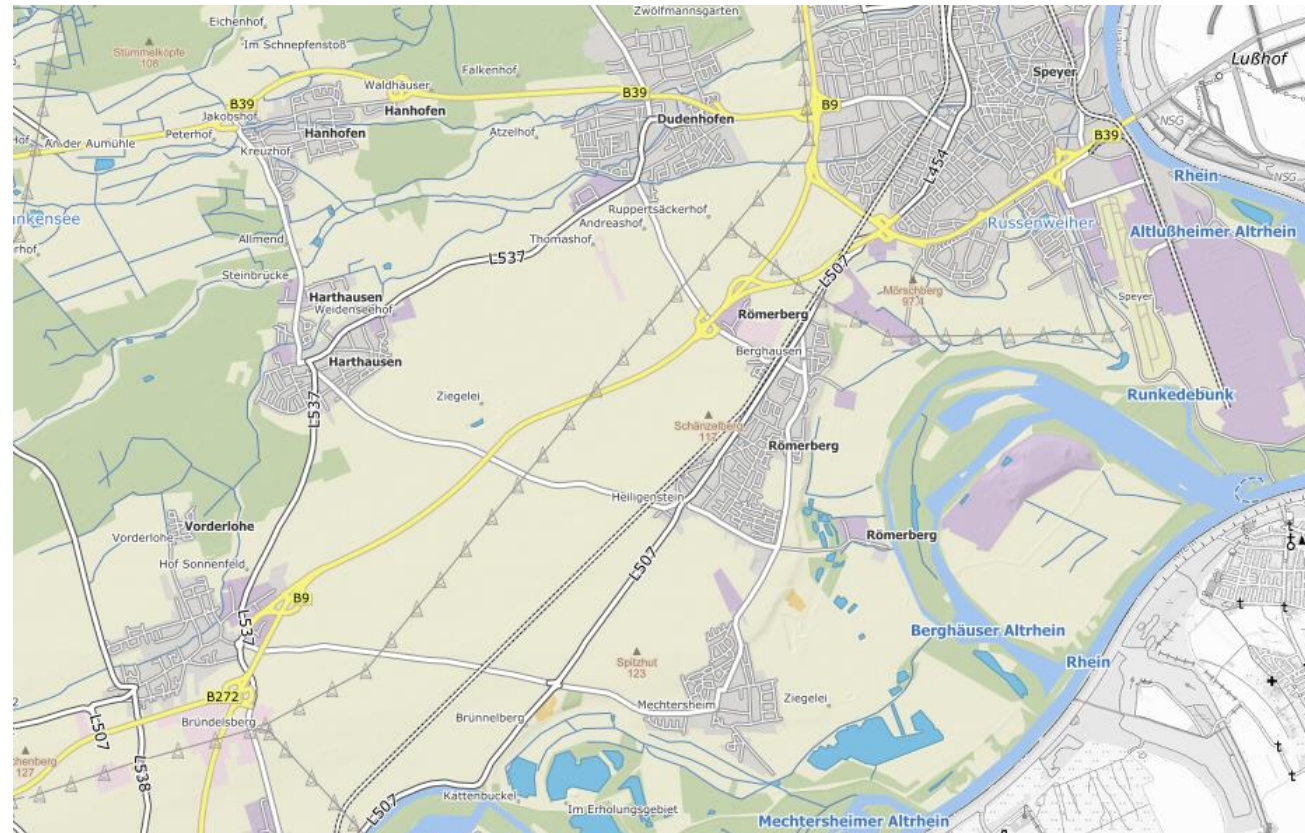 Zwölfmannsgarten
Eichenhof
Im Schnepfenstoß
Stümmelköpfe
108
Lußhof
Falkenhof
Speyer
Waldhäuser
B39
B39
B9
Hanhofen
Jakobshof
Dudenhofen
NSG
Peterhof
Hanhofen
Atzelhof
B39
An der Aumühle
Kreuzhof
L454
Rhein
NSG
Ruppertsäckerhof
Andreashof
Russenweiher
Altlußheimer Altrhein
Allmend
Thomashof
L537
Steinbrücke
L507
Mörschberg
97.4
Speyer
Harthausen
Weidenseehof
Römerberg
Berghausen
Harthausen
Ziegelei
L537
Runkedebunk
Schänzelberg
Römerberg
Heiligenstein
Vorderlohe
Vorderlohe
Römerberg
Hof Sonnenfeld
L507
B9
L537
Berghäuser Altrhein
Spitzhut
123
Rhein
B272
Mechtersheim
Ziegelei
Bründelsberg
Brünnelberg
L507
127
L538
Kattenbuckel
L507
Im Erholungsgebiet
Mechtersheimer Altrhein